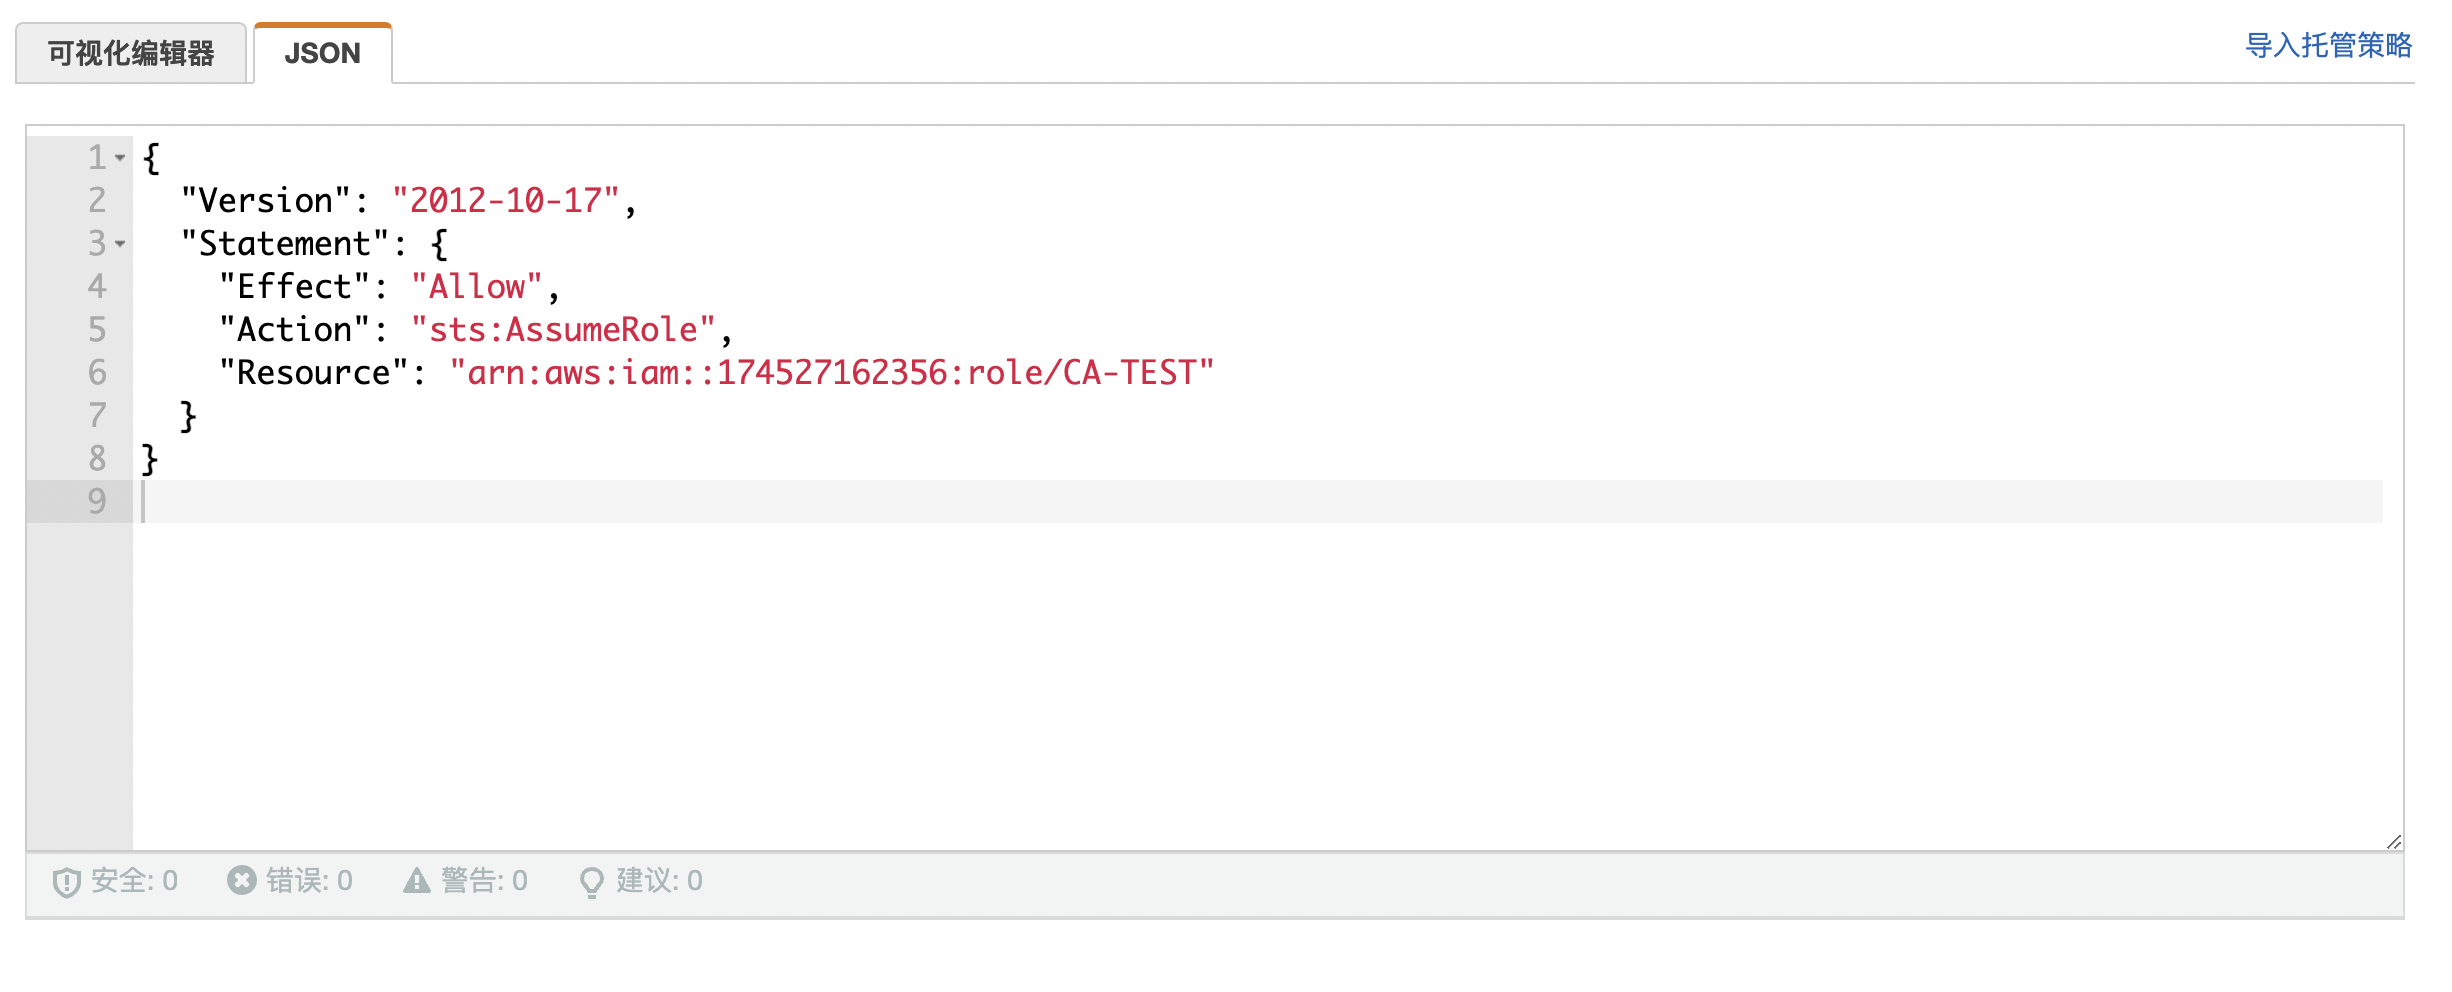 可视化编辑器 JSON 导入托管策略
1 {
2   "Version": "2012-10-17",
3   "Statement": {
4     "Effect": "Allow",
5     "Action": "sts:AssumeRole",
6     "Resource": "arn:aws:iam::174527162356:role/CA-TEST"
7   }
8 }
9
安全: 0 错误: 0 警告: 0 建议: 0